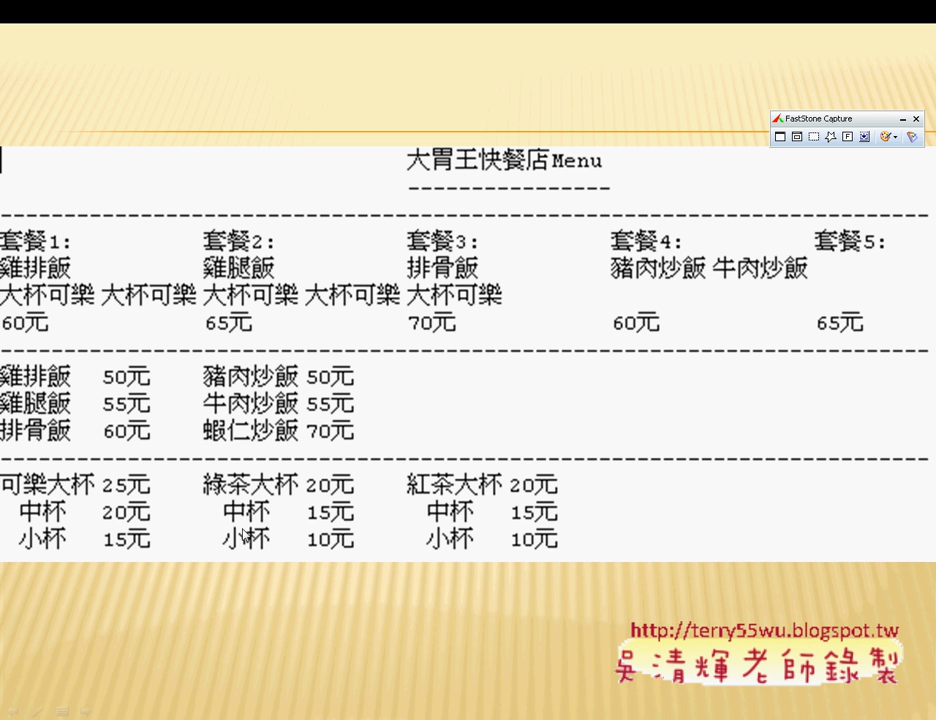 FastStone Capture
大胃王快餐店Menu
----------------
-------------------------------------------------------------------------
套餐1: 套餐2: 套餐3: 套餐4: 套餐5:
雞排飯 雞腿飯 排骨飯 豬肉炒飯 牛肉炒飯
大杯可樂 大杯可樂 大杯可樂 大杯可樂 大杯可樂
60元 65元 70元 60元 65元
-------------------------------------------------------------------------
雞排飯 50元 豬肉炒飯 50元
雞腿飯 55元 牛肉炒飯 55元
排骨飯 60元 蝦仁炒飯 70元
-------------------------------------------------------------------------
可樂大杯 25元 綠茶大杯 20元 紅茶大杯 20元
中杯 20元 中杯 15元 中杯 15元
小杯 15元 小杯 10元 小杯 10元
http://terry55wu.blogspot.tw
吳清輝老師錄製